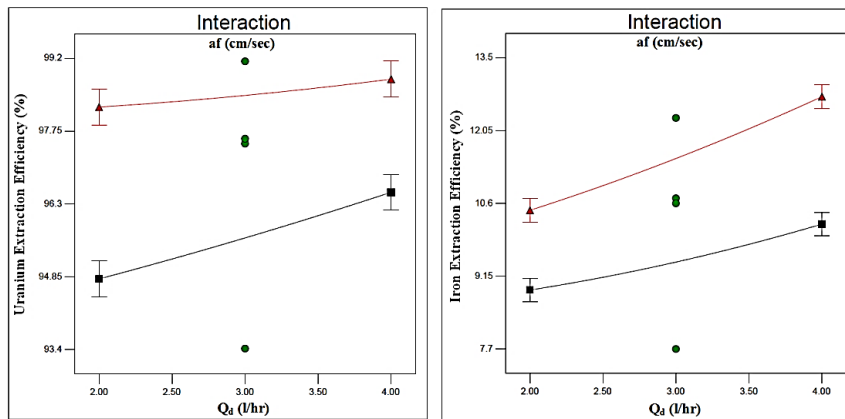 Interaction
af (cm/sec)
Uranium Extraction Efficiency (%)
99.2
97.75
96.3
94.85
93.4
2.00 2.50 3.00 3.50 4.00
Qd (l/hr)
Interaction
af (cm/sec)
Iron Extraction Efficiency (%)
13.5
12.05
10.6
9.15
7.7
2.00 2.50 3.00 3.50 4.00
Qd (l/hr)